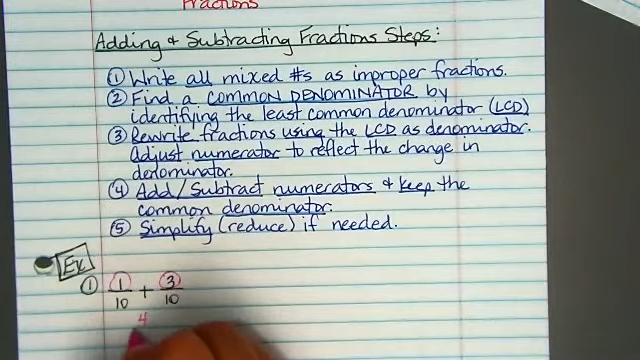 Fractions
Adding & Subtracting Fractions Steps:
① Write all mixed #s as improper fractions.
② Find a COMMON DENOMINATOR by
identifying the least common denominator (LCD)
③ Rewrite fractions using the LCD as denominator.
Adjust numerator to reflect the change in
denominator.
④ Add/Subtract numerators & keep the
common denominator.
⑤ Simplify (reduce) if needed.
Ex
① 1/10 + 3/10
4